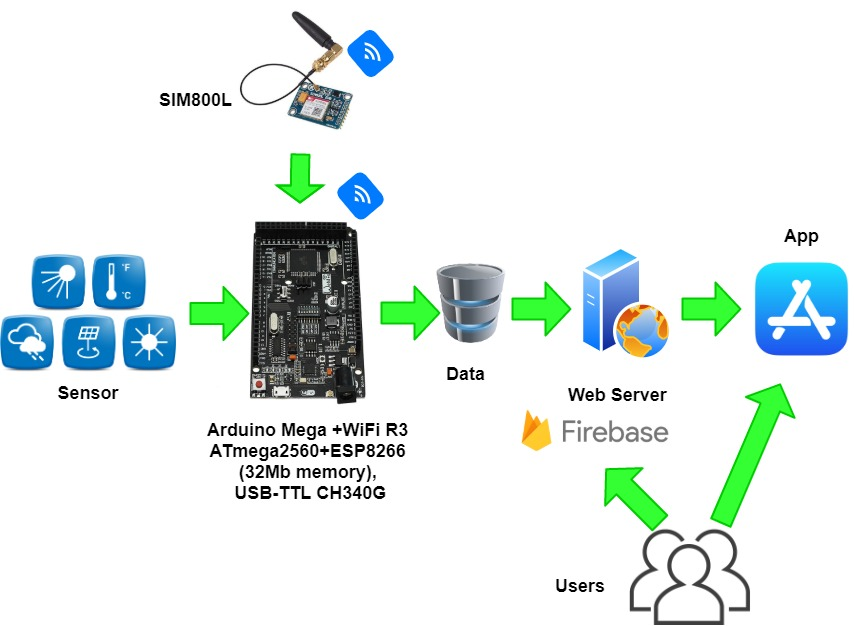 SIM800L
°F
°C
App
Sensor
Data
Web Server
Firebase
Arduino Mega +WiFi R3
ATmega2560+ESP8266
(32Mb memory),
USB-TTL CH340G
Users